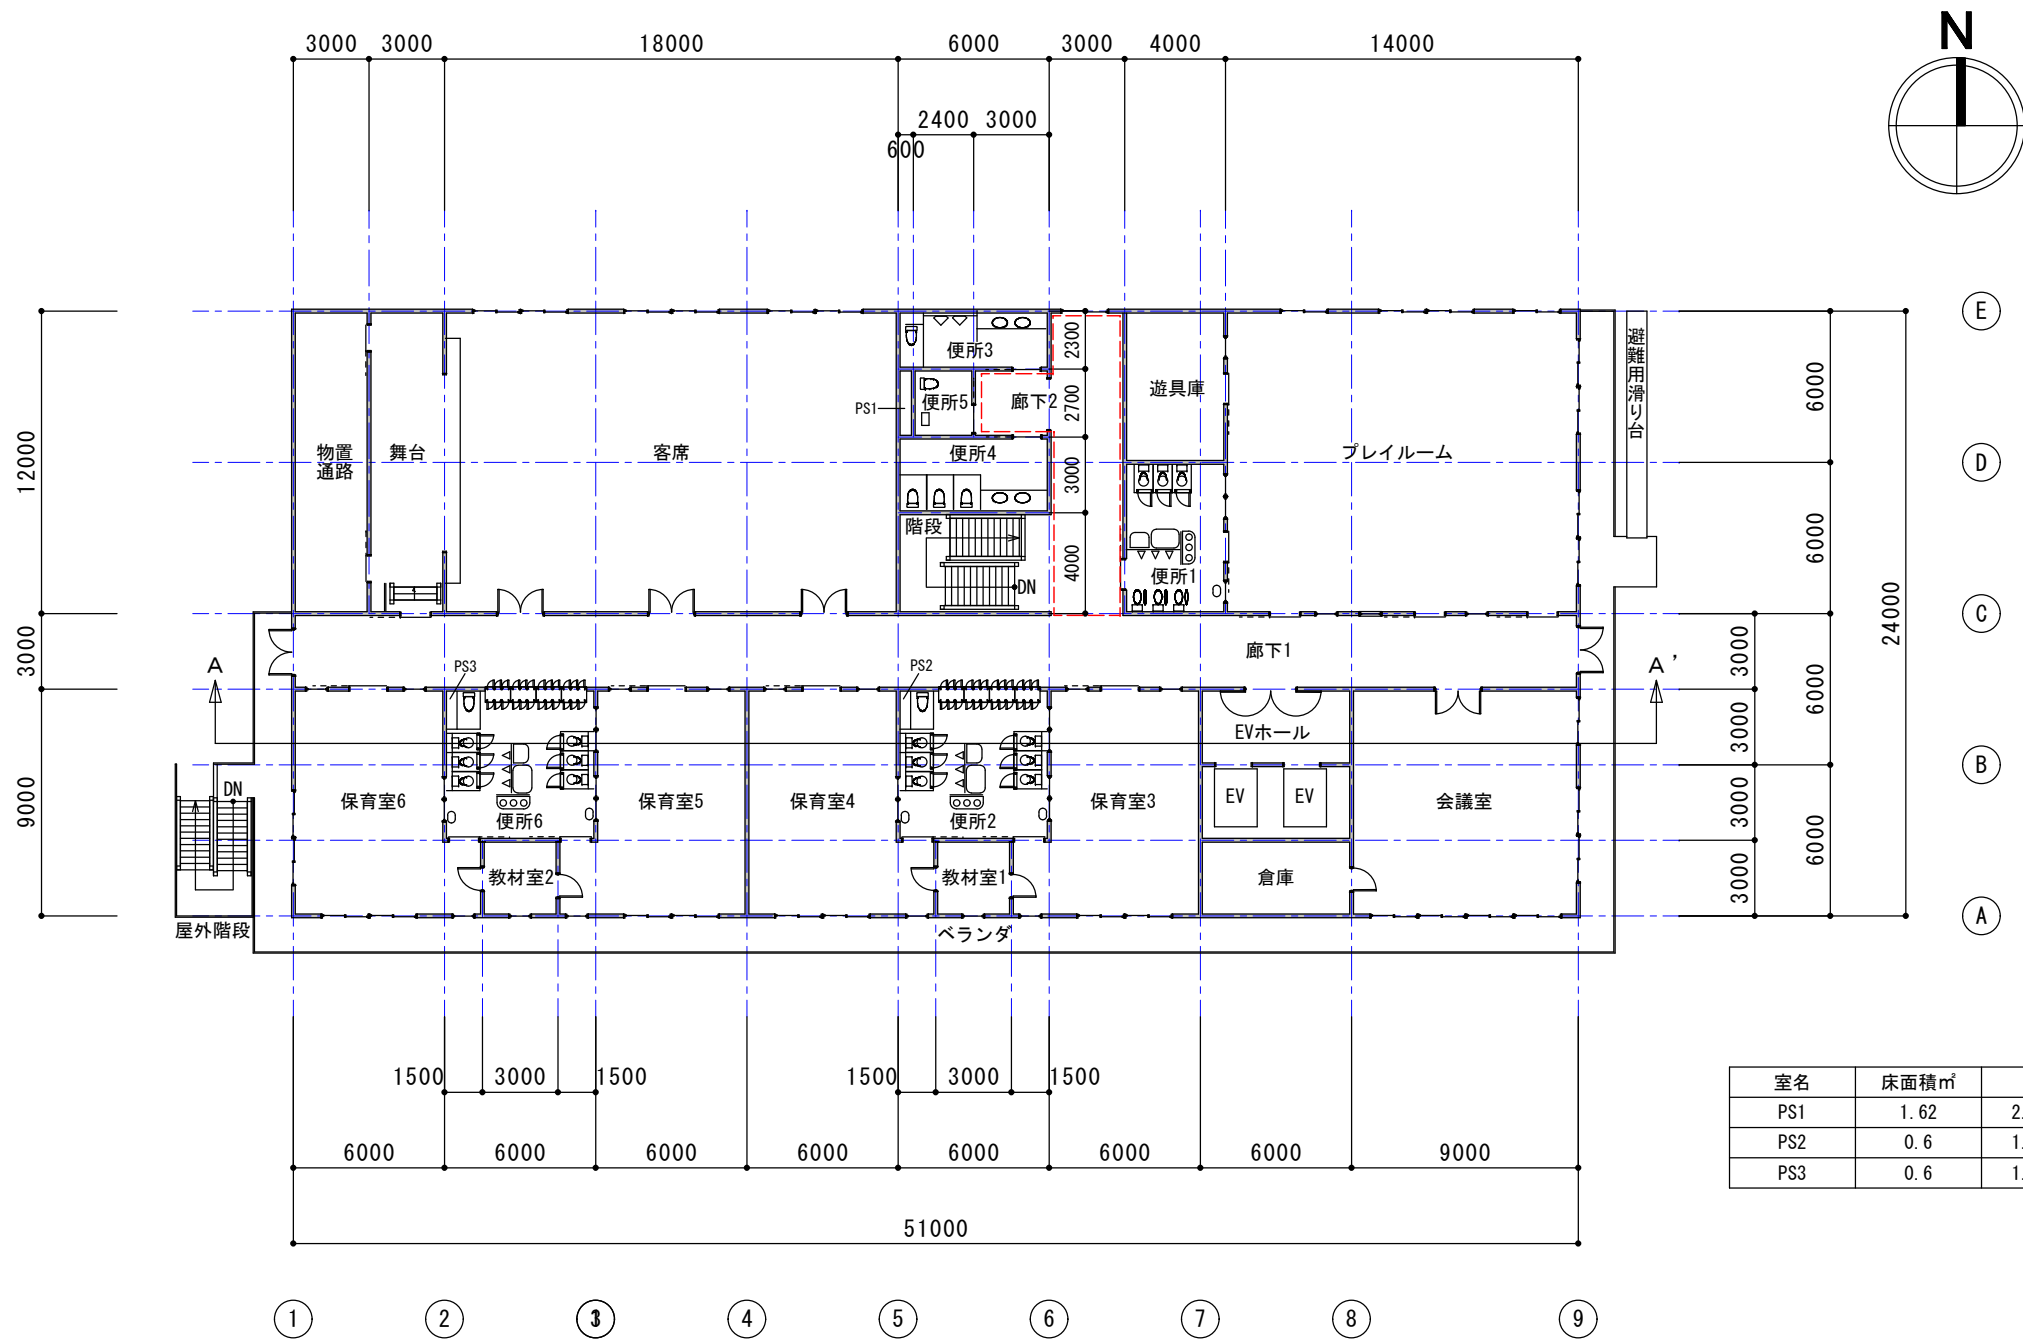 N
3000 3000 18000 6000 3000 4000 14000
2400 3000
600
E
2300
避難用滑り台
便所3
6000
遊具庫
2700
PS1
便所5
廊下2
12000
物置
通路
舞台
客席
便所4
プレイルーム
D
3000
階段
6000
4000
便所1
DN
24000
C
3000
廊下1
3000
A
PS3
PS2
A'
6000
EVホール
3000
B
DN
保育室6
保育室5
保育室4
保育室3
EV
EV
会議室
9000
便所6
便所2
3000
6000
教材室2
教材室1
倉庫
3000
A
屋外階段
ベランダ
1500 3000 1500
1500 3000 1500
室名 床面積㎡
PS1 1.62 2.
PS2 0.6 1.
PS3 0.6 1.
6000 6000 6000 6000 6000 6000 6000 9000
51000
1 2 3 4 5 6 7 8 9